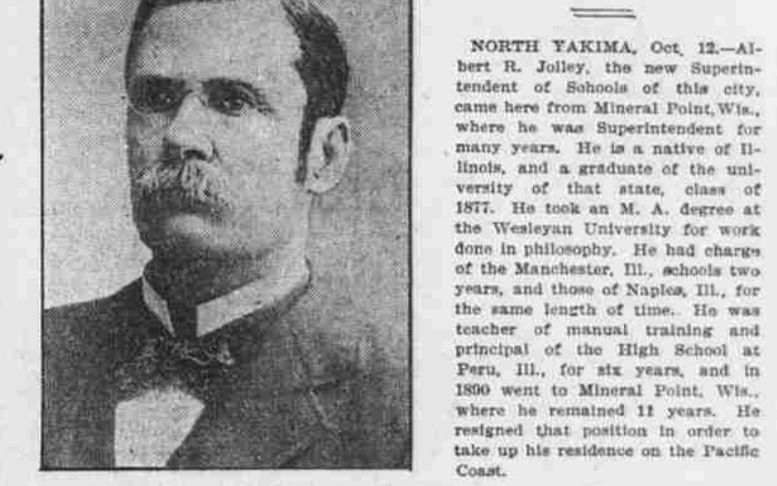 NORTH YAKIMA, Oct. 12.—Al-
bert R. Jolley, the new Superin-
tendent of Schools of this city,
came here from Mineral Point, Wis.,
where he was Superintendent for
many years. He is a native of Il-
linois, and a graduate of the uni-
versity of that state, class of
1877. He took an M. A. degree at
the Wesleyan University for work
done in philosophy. He had charge
of the Manchester, Ill., schools two
years, and those of Naples, Ill., for
the same length of time. He was
teacher of manual training and
principal of the High School at
Peru, Ill., for six years, and in
1890 went to Mineral Point, Wis.,
where he remained 11 years. He
resigned that position in order to
take up his residence on the Pacific
Coast.